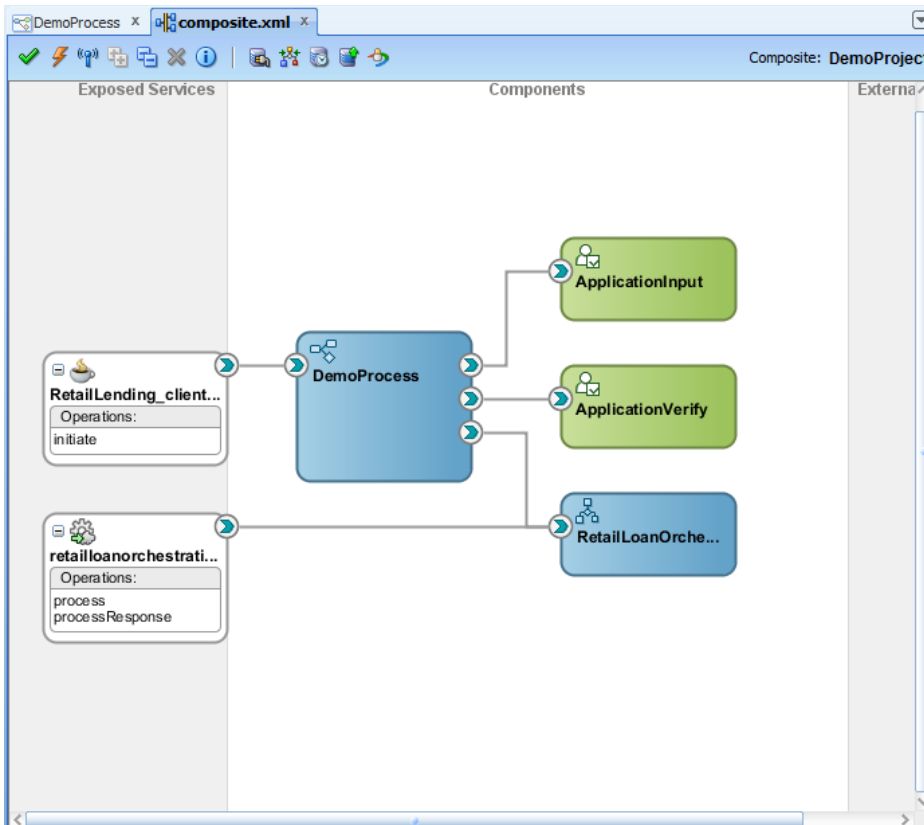 DemoProcess x composite.xml x
Composite: DemoProject
Exposed Services Components Externa
ApplicationInput
DemoProcess
RetailLending_client...
Operations:
initiate
ApplicationVerify
retailloanorchestrati...
Operations:
process
processResponse
RetailLoanOrche...